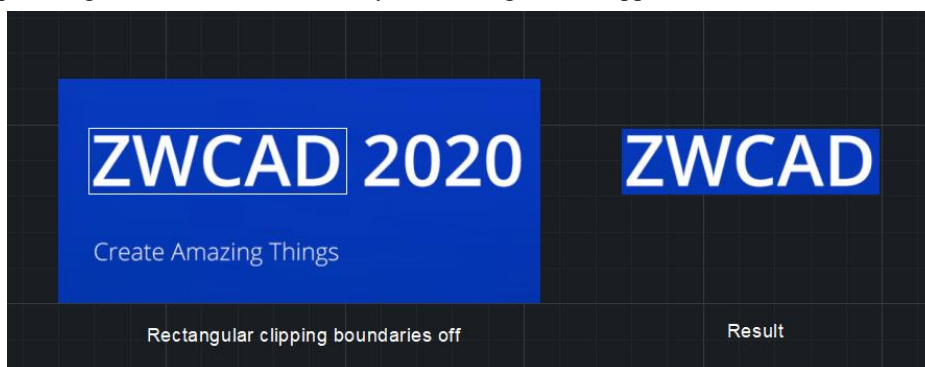 ZWCAD 2020
ZWCAD
Create Amazing Things
Rectangular clipping boundaries off
Result